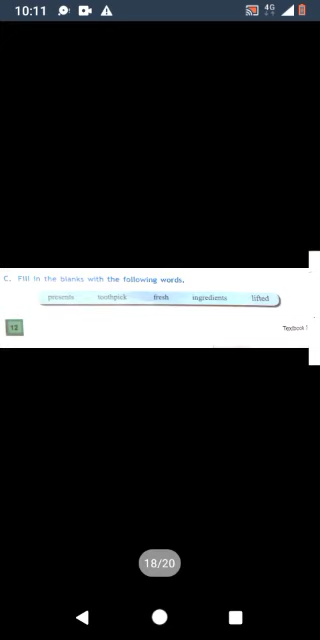 10:11 4G
C. Fill in the blanks with the following words.
presents toothpick fresh ingredients lifted
12
Textbook 1
18/20